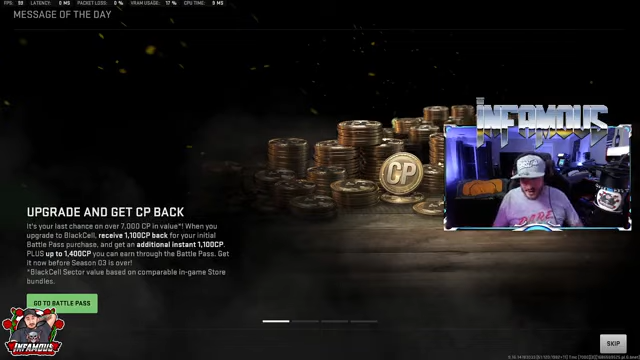 FPS: 59 LATENCY: 0 MS PACKET LOSS: 0 % VRAM USAGE: 17 % CPU TIME: 9 MS
MESSAGE OF THE DAY
INFAMOUS
CP
UPGRADE AND GET CP BACK
It's your last chance on over 7,000 CP in value*! When you
upgrade to BlackCell, receive 1,100CP back for your initial
Battle Pass purchase, and get an additional instant 1,100CP.
PLUS up to 1,400CP you can earn through the Battle Pass. Get
it now before Season 03 is over!
*BlackCell Sector value based on comparable in-game Store
bundles.
GO TO BATTLE PASS
INFAMOUS
SKIP